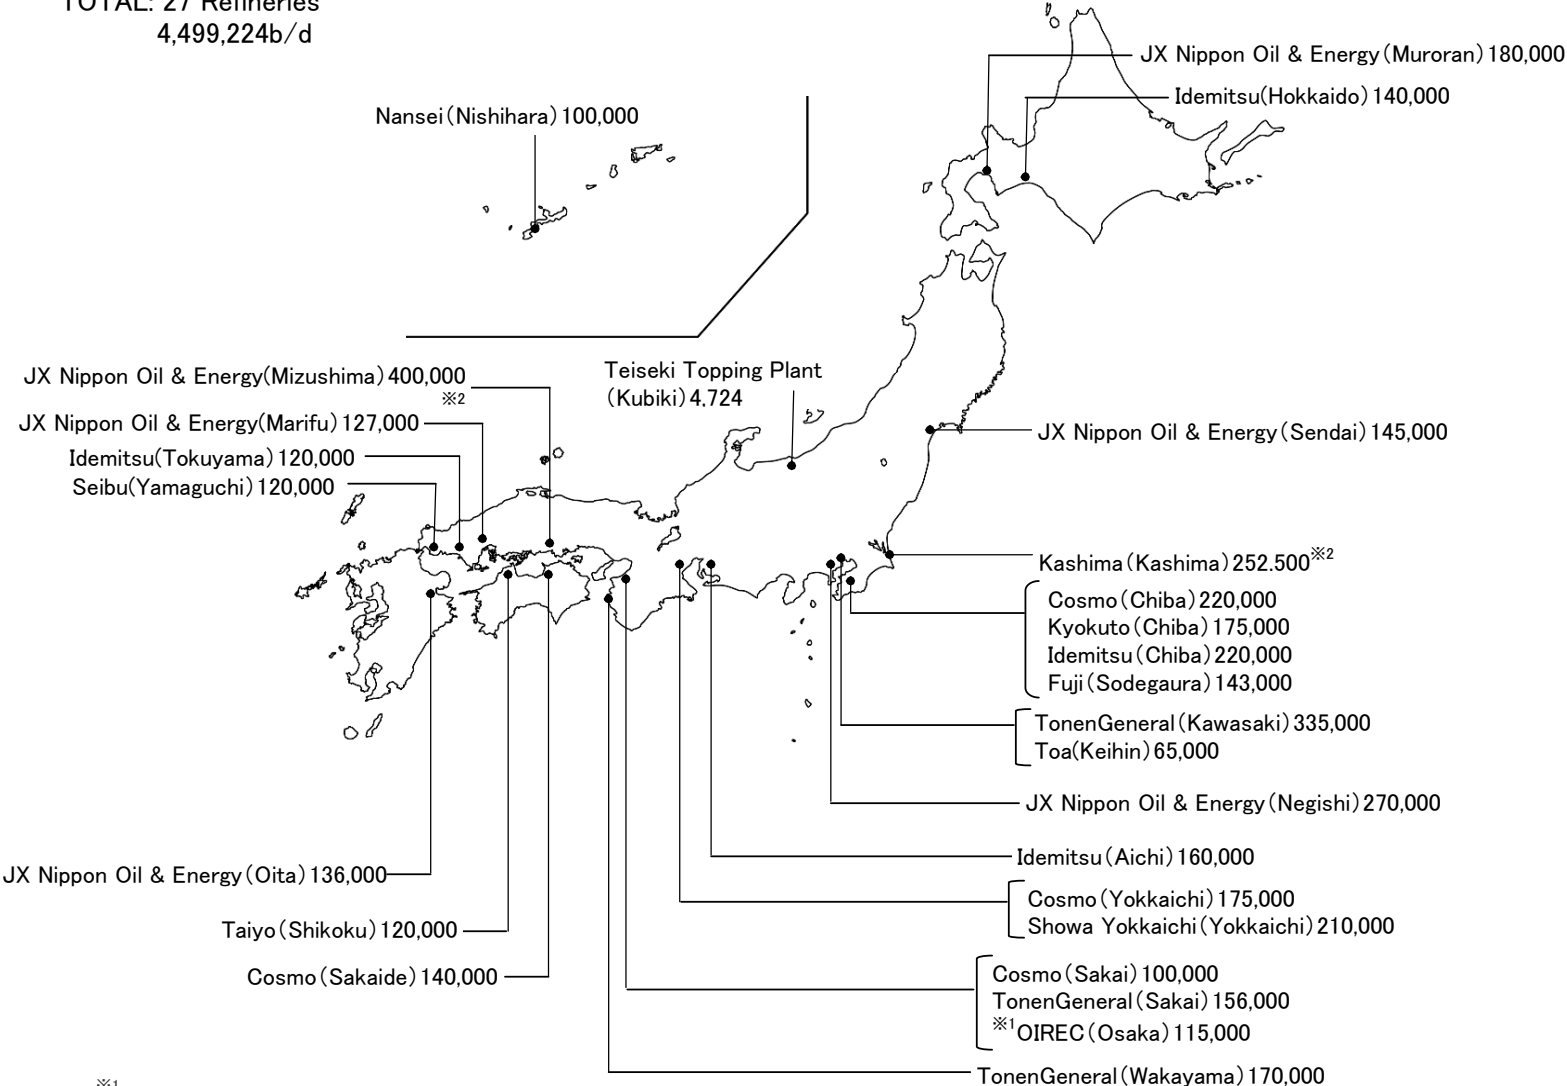 TOTAL: 27 Refineries
4,499,224b/d
JX Nippon Oil & Energy(Muroran)180,000
Idemitsu(Hokkaido)140,000
Nansei(Nishihara)100,000
JX Nippon Oil & Energy(Mizushima)400,000
※2
Teiseki Topping Plant
(Kubiki)4,724
JX Nippon Oil & Energy(Marifu)127,000
JX Nippon Oil & Energy(Sendai)145,000
Idemitsu(Tokuyama)120,000
Seibu(Yamaguchi)120,000
Kashima(Kashima)252.500※2
Cosmo(Chiba)220,000
Kyokuto(Chiba)175,000
Idemitsu(Chiba)220,000
Fuji(Sodegaura)143,000
TonenGeneral(Kawasaki)335,000
Toa(Keihin)65,000
JX Nippon Oil & Energy(Negishi)270,000
Idemitsu(Aichi)160,000
JX Nippon Oil & Energy(Oita)136,000
Cosmo(Yokkaichi)175,000
Showa Yokkaichi(Yokkaichi)210,000
Taiyo(Shikoku)120,000
Cosmo(Sakaide)140,000
Cosmo(Sakai)100,000
TonenGeneral(Sakai)156,000
※1OIREC(Osaka)115,000
TonenGeneral(Wakayama)170,000
※1